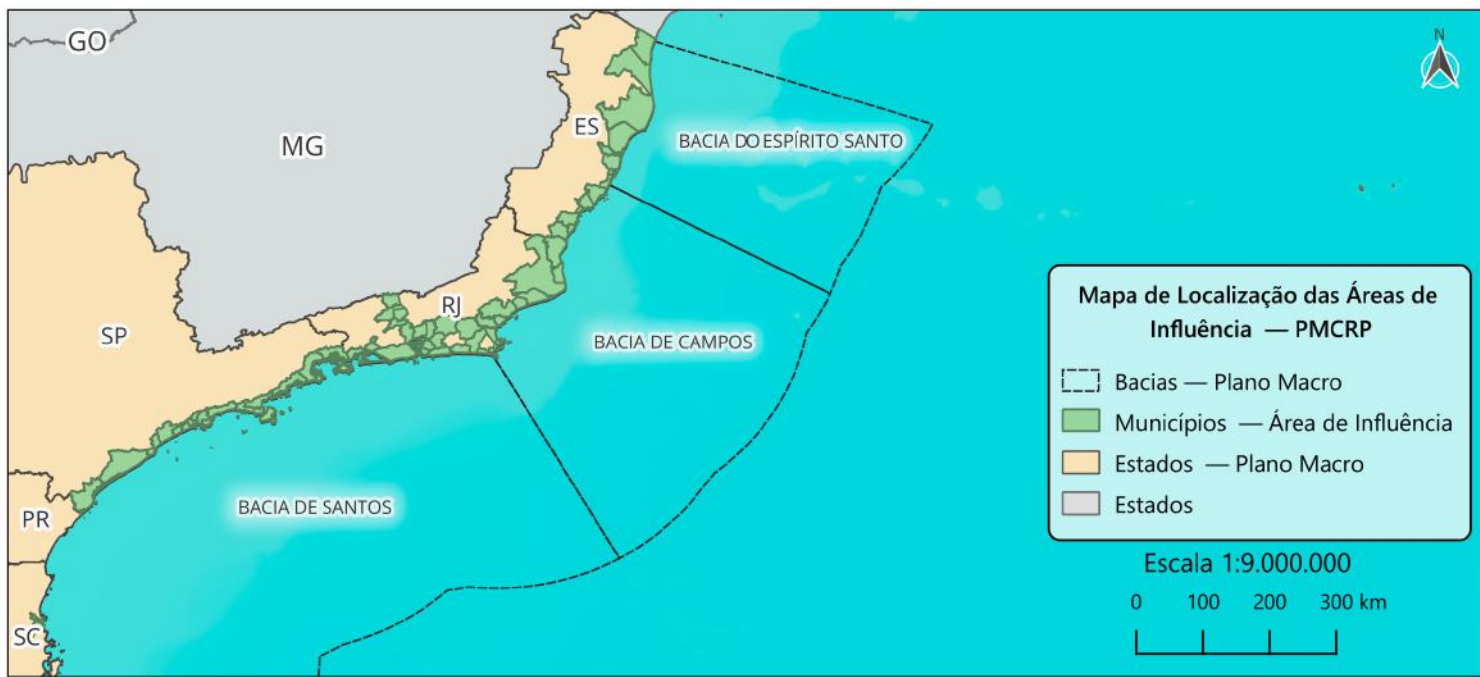 GO
N
MG
ES
BACIA DO ESPÍRITO SANTO
SP
RJ
BACIA DE CAMPOS
BACIA DE SANTOS
PR
SC
Mapa de Localização das Áreas de
Influência — PMCRP
Bacias — Plano Macro
Municípios — Área de Influência
Estados — Plano Macro
Estados
Escala 1:9.000.000
0 100 200 300 km